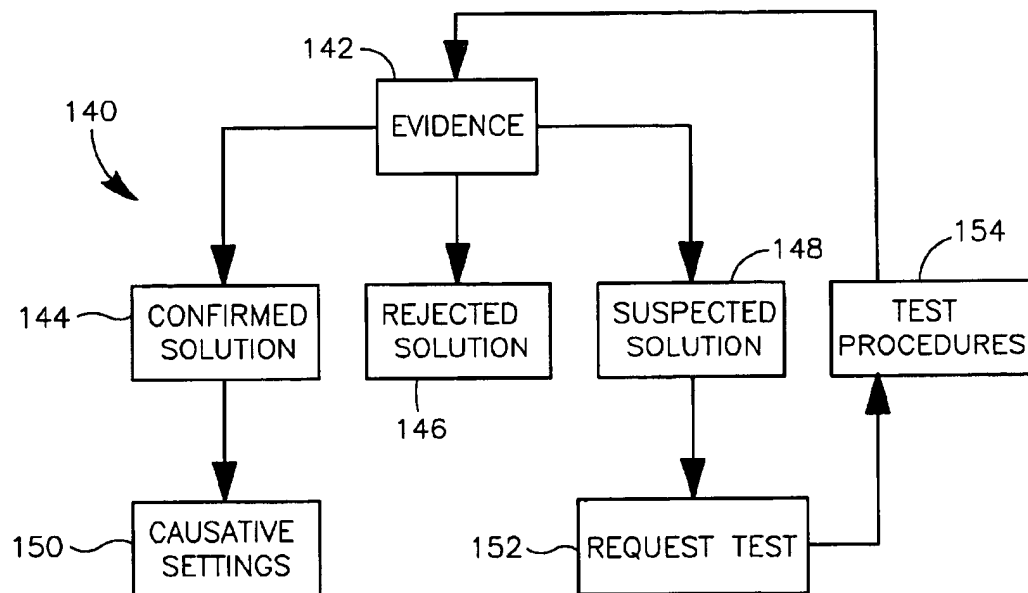 142
EVIDENCE
140
148
154
144
CONFIRMED
SOLUTION
REJECTED
SOLUTION
SUSPECTED
SOLUTION
TEST
PROCEDURES
146
150
CAUSATIVE
SETTINGS
152
REQUEST TEST